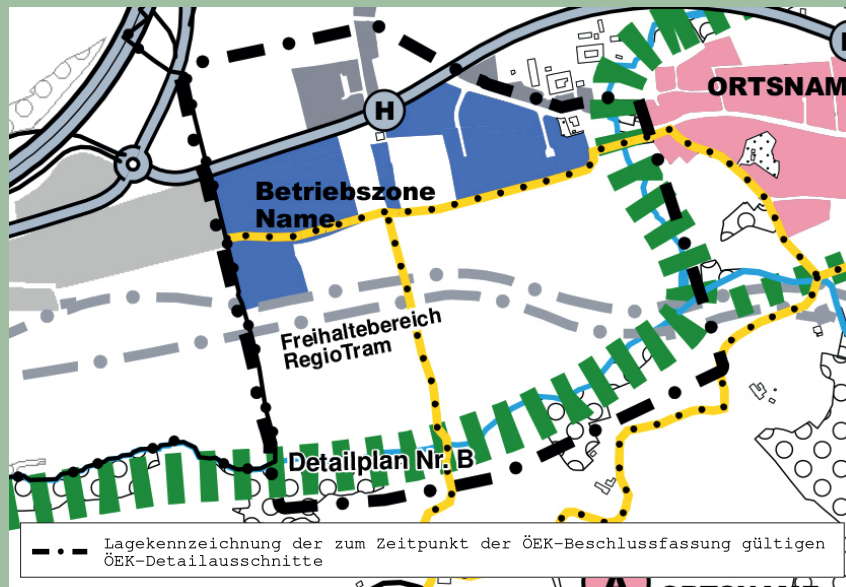 H
ORTSNAM
Betriebszone
Name
Freihaltebereich
RegioTram
Detailplan Nr. B
Lagekennzeichnung der zum Zeitpunkt der ÖEK-Beschlussfassung gültigen
ÖEK-Detailausschnitte